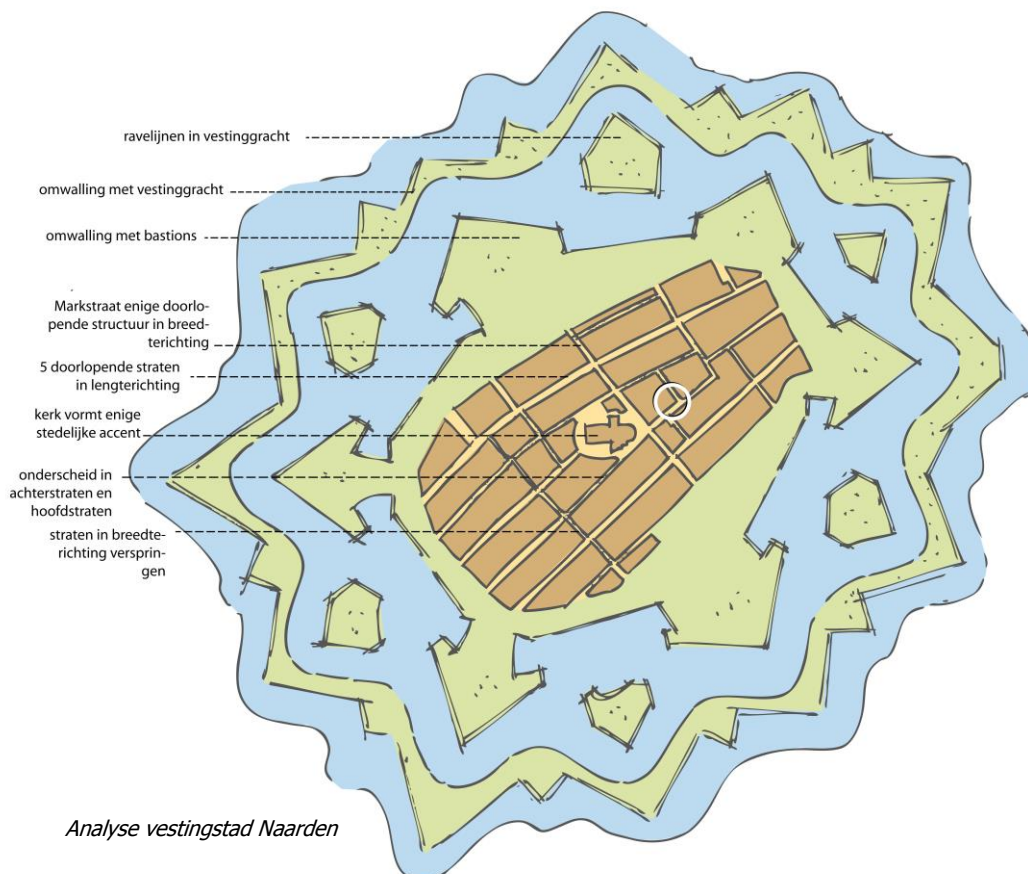 ravelijnen in vestinggracht
omwalling met vestinggracht
omwalling met bastions
Markstraat enige doorlo-
pende structuur in breed-
terichting
5 doorlopende straten
in lengterichting
kerk vormt enige
stedelijke accent
onderscheid in
achterstraten en
hoofdstraten
straten in breedte-
richting versprin-
gen
Analyse vestingstad Naarden